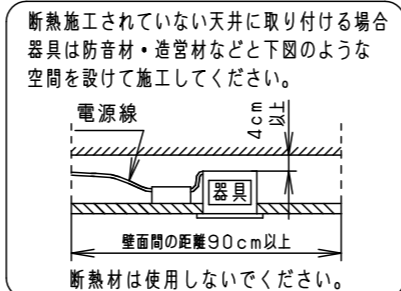 断熱施工されていない天井に取り付ける場合
器具は防音材・造営材などと下図のような
空間を設けて施工してください。
電源線
4cm
以上
器具
壁面間の距離90cm以上
断熱材は使用しないでください。